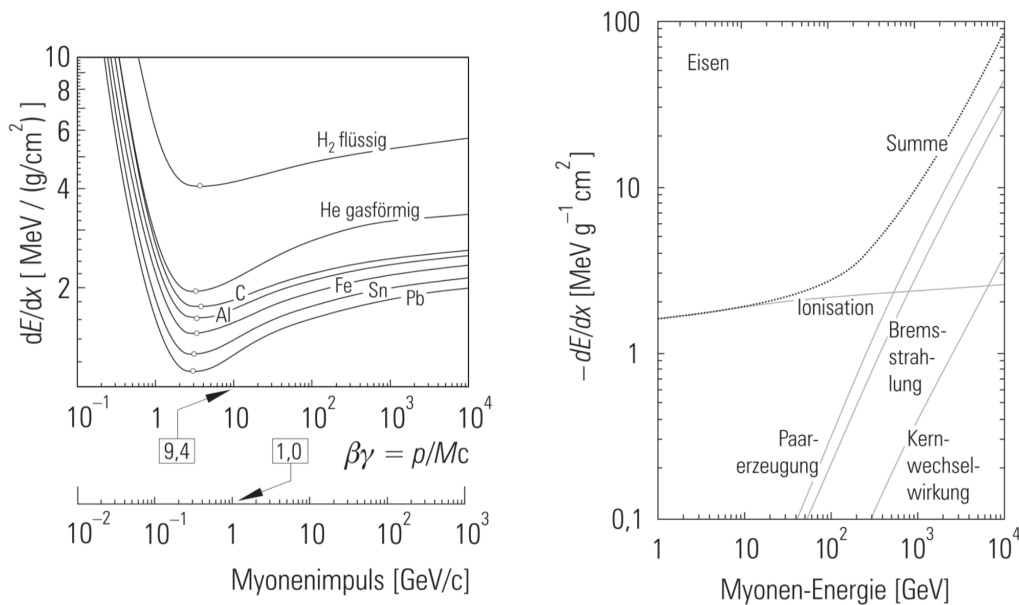 10
8
6
4
2
dE/dx [ MeV / (g/cm²) ]
H₂ flüssig
He gasförmig
C
Al
Fe
Sn
Pb
10⁻¹ 1 10 10² 10³ 10⁴
9,4
1,0
βγ = p/Mc
10⁻² 10⁻¹ 1 10 10² 10³
Myonenimpuls [GeV/c]
100
10
1
0,1
−dE/dx [MeV g⁻¹ cm²]
Eisen
Summe
Ionisation
Brems-
strah-
lung
Paar-
erzeugung
Kern-
wechsel-
wirkung
1 10 10² 10³ 10⁴
Myonen-Energie [GeV]